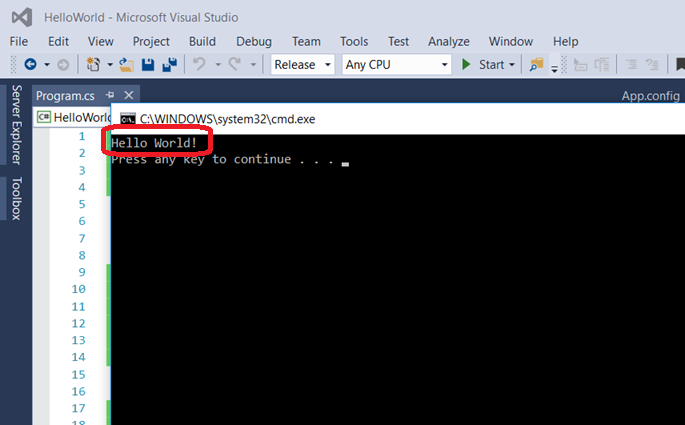 HelloWorld - Microsoft Visual Studio
File Edit View Project Build Debug Team Tools Test Analyze Window Help
Release Any CPU Start
Server Explorer
Toolbox
Program.cs
App.config
C# HelloWorld
C:\WINDOWS\system32\cmd.exe
Hello World!
Press any key to continue . . .
1
2
3
4
5
6
7
8
9
10
11
12
13
14
15
16
17
18